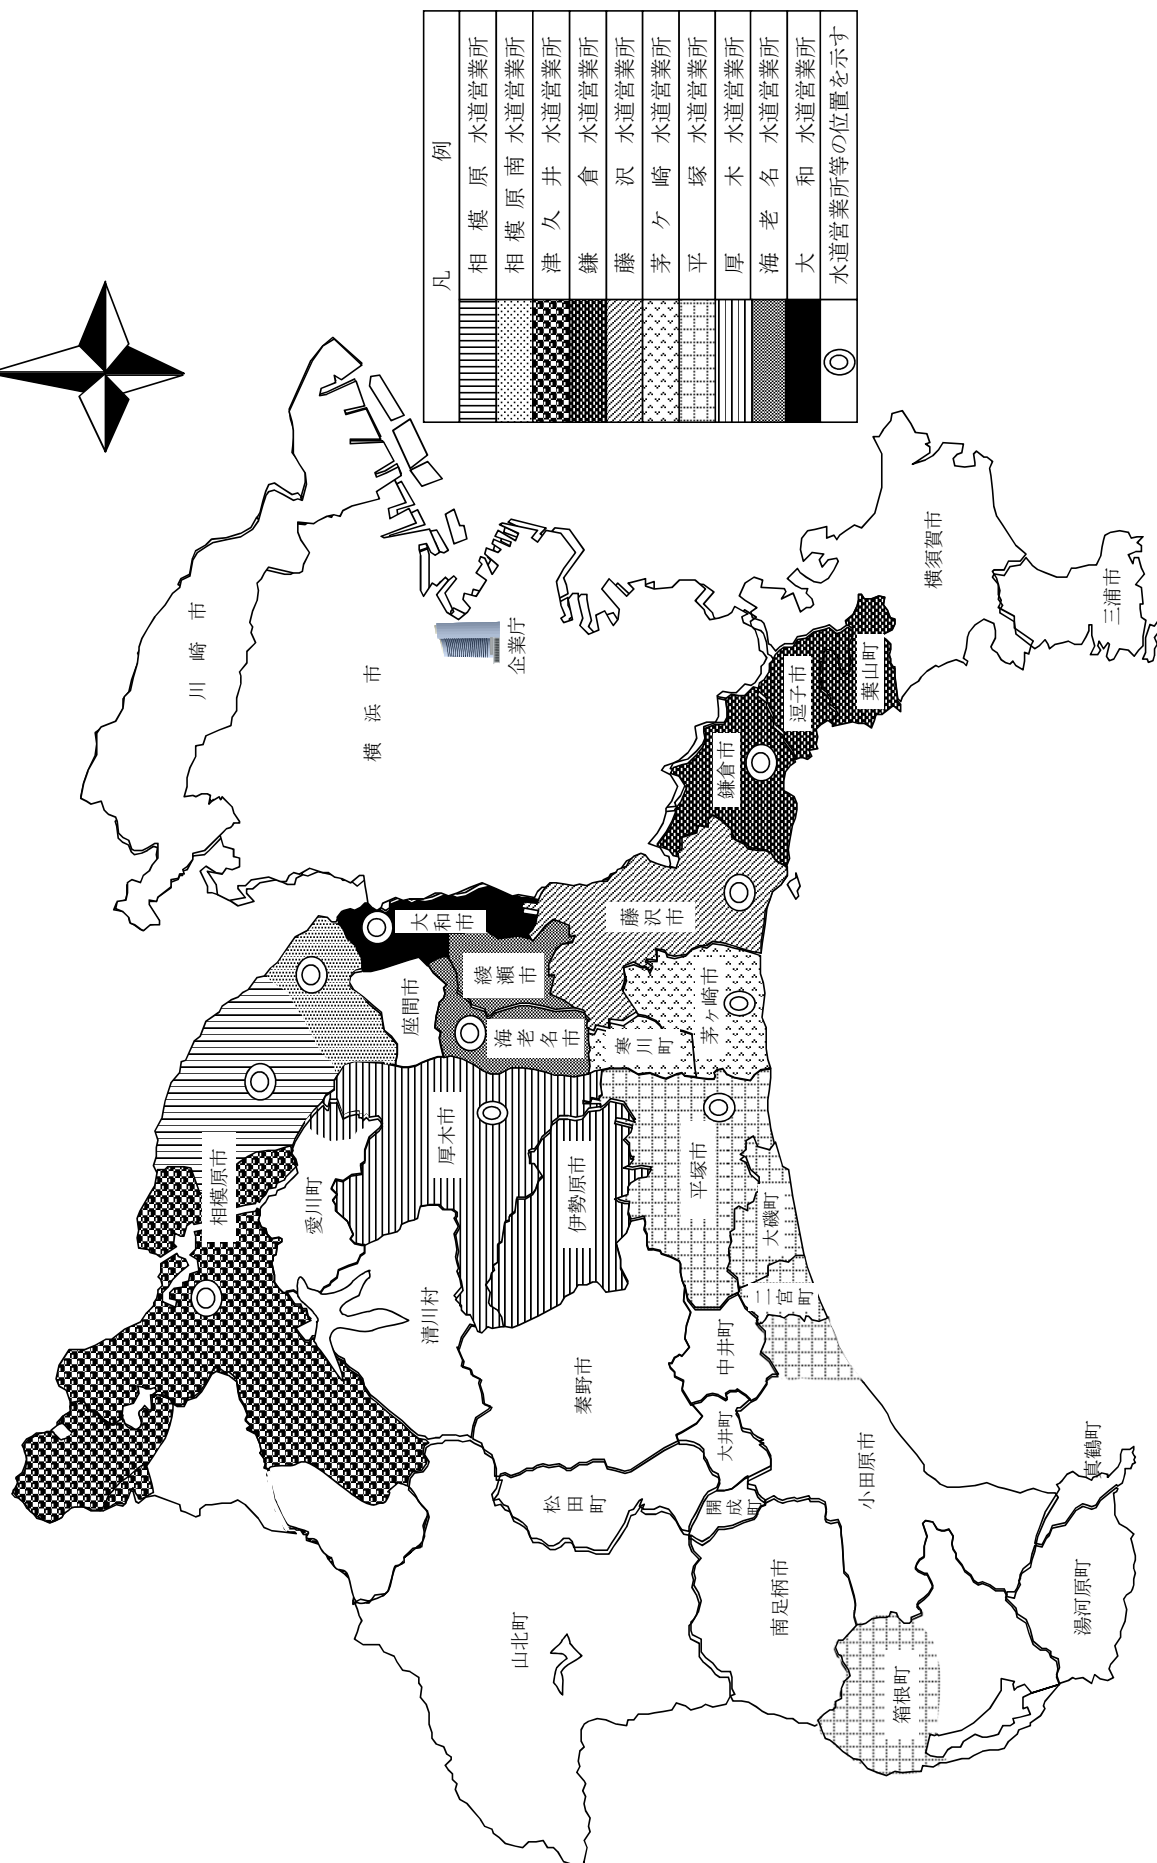 凡例
相模原 水道営業所
相模原南 水道営業所
津久井 水道営業所
鎌倉 水道営業所
藤沢 水道営業所
茅ケ崎 水道営業所
平塚 水道営業所
厚木 水道営業所
海老名 水道営業所
大和 水道営業所
水道営業所等の位置を示す
川崎市
横浜市
企業庁
横須賀市
三浦市
葉山町
逗子市
鎌倉市
藤沢市
大和市
綾瀬市
座間市
海老名市
茅ヶ崎市
寒川町
相模原市
愛川町
厚木市
伊勢原市
平塚市
大磯町
二宮町
清川村
秦野市
中井町
大井町
松田町
開成町
小田原市
真鶴町
湯河原町
南足柄市
山北町
箱根町